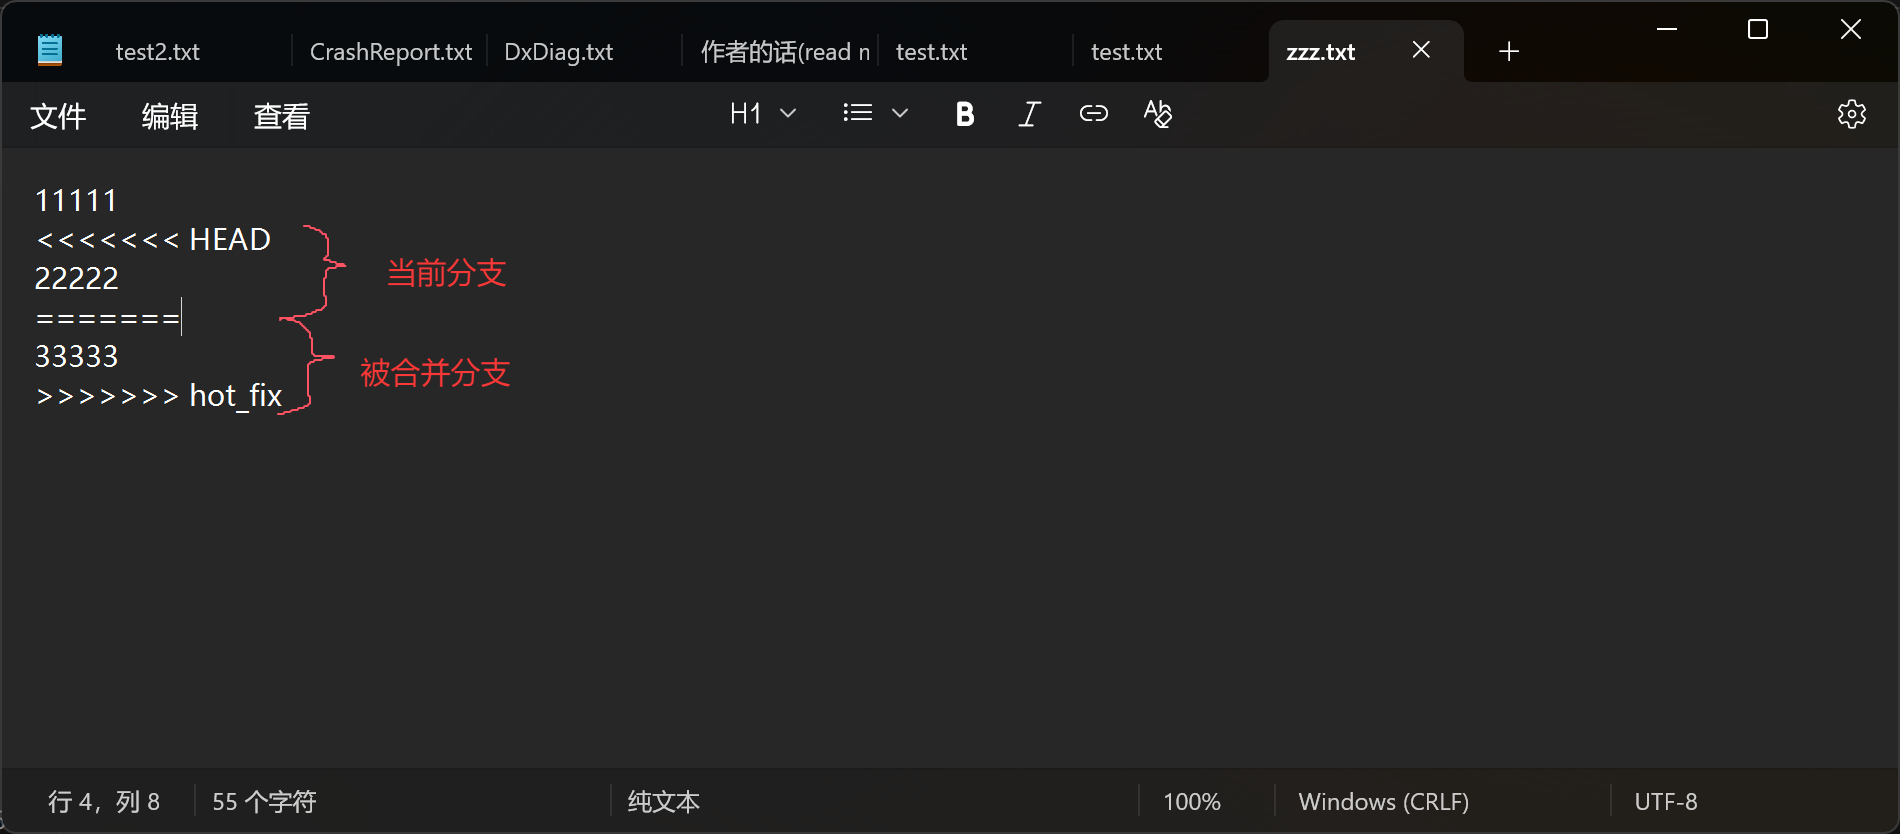 test2.txt
CrashReport.txt
DxDiag.txt
作者的话(read n
test.txt
test.txt
zzz.txt
文件 编辑 查看
H1
11111
<<<<<<< HEAD
22222
=======
33333
>>>>>>> hot_fix
当前分支
被合并分支
行 4，列 8
55 个字符
纯文本
100%
Windows (CRLF)
UTF-8